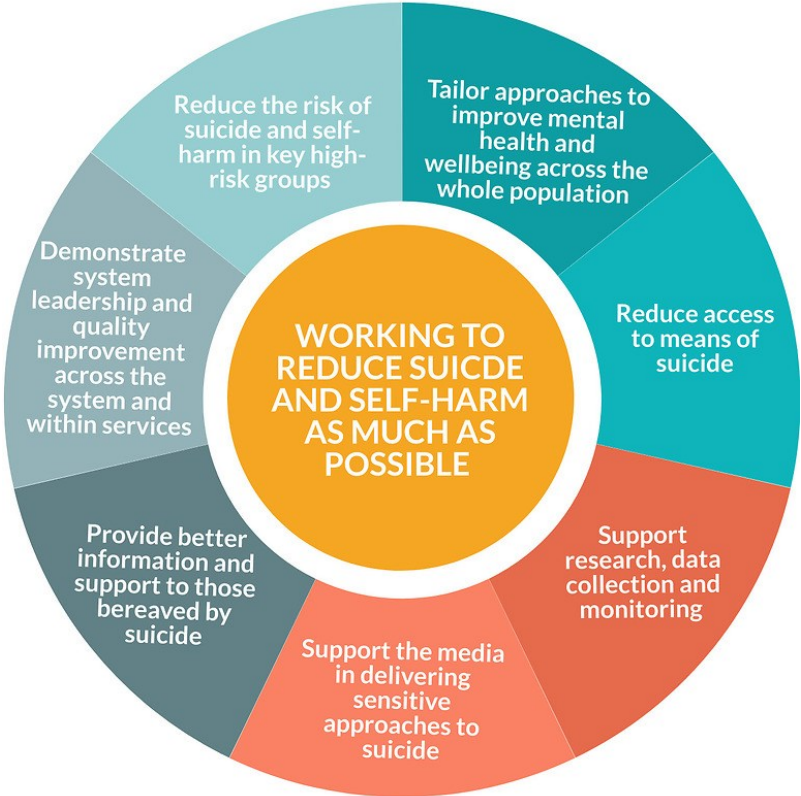 Reduce the risk of
suicide and self-
harm in key high-
risk groups
Tailor approaches to
improve mental
health and
wellbeing across the
whole population
Reduce access
to means of
suicide
Support
research, data
collection and
monitoring
Support the media
in delivering
sensitive
approaches to
suicide
Provide better
information and
support to those
bereaved by
suicide
Demonstrate
system
leadership and
quality
improvement
across the
system and
within services
WORKING TO
REDUCE SUICDE
AND SELF-HARM
AS MUCH AS
POSSIBLE